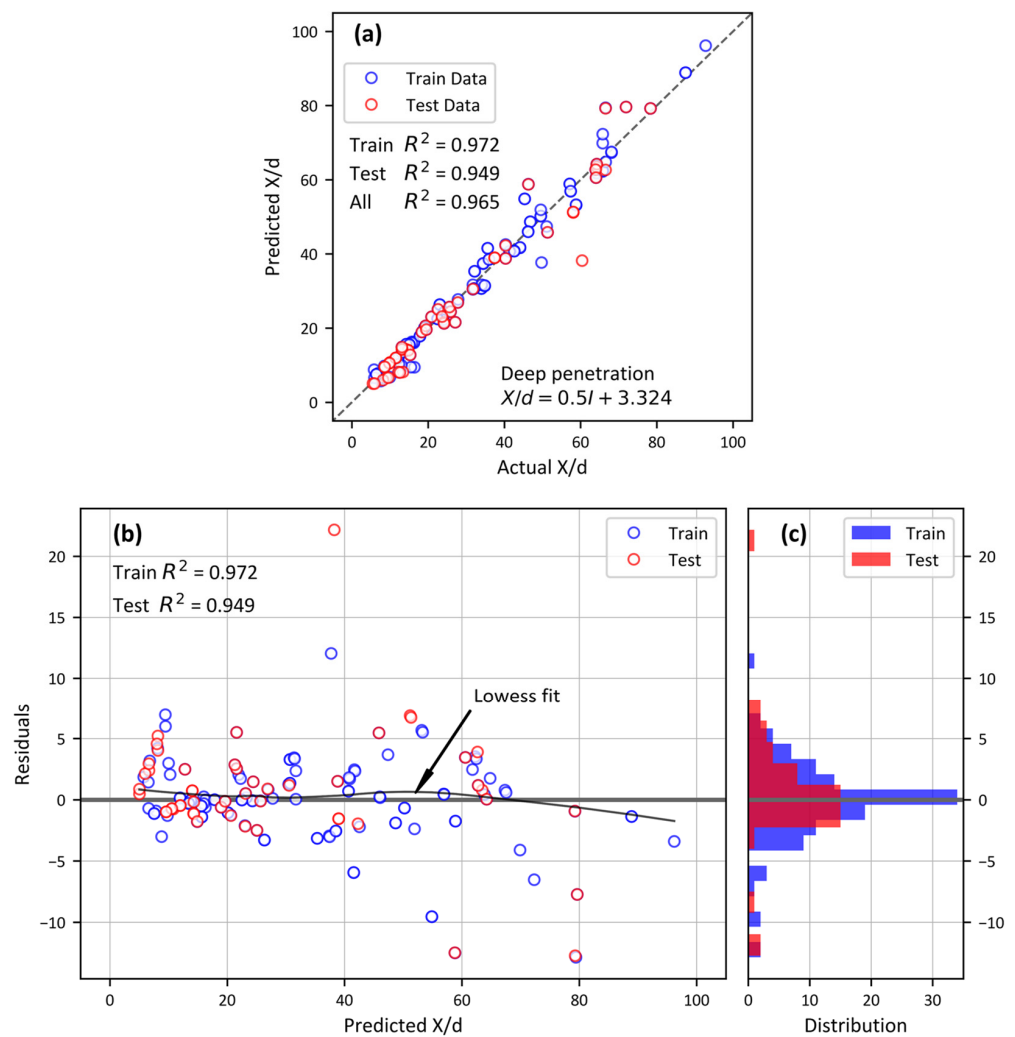 (a)
100
80
60
40
20
0
Train Data
Test Data
Train R² = 0.972
Test R² = 0.949
All R² = 0.965
Predicted X/d
Deep penetration
X/d = 0.5I + 3.324
0 20 40 60 80 100
Actual X/d
(b)
Train
Test
Train R² = 0.972
Test R² = 0.949
Lowess fit
20
15
10
5
0
−5
−10
Residuals
0 20 40 60 80 100
Predicted X/d
(c)
Train
Test
20
15
10
5
0
−5
−10
0 10 20 30
Distribution